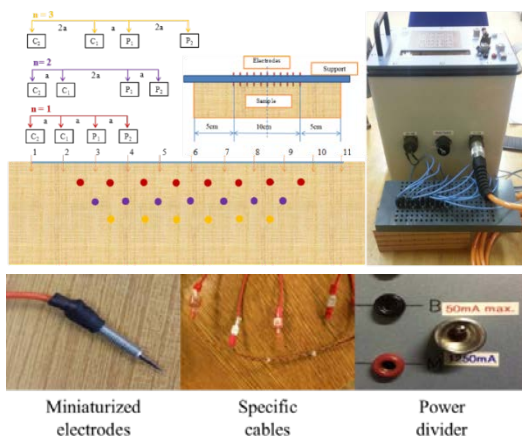 n = 3
2a a 2a
C₂ C₁ P₁ P₂
n= 2
a 2a a
C₂ C₁ P₁ P₂
n= 1
a a a
C₂ C₁ P₁ P₂
Electrodes
Support
Sample
5cm 10cm 5cm
1 2 3 4 5 6 7 8 9 10 11
B 50mA max.
1250mA
Miniaturized electrodes
Specific cables
Power divider